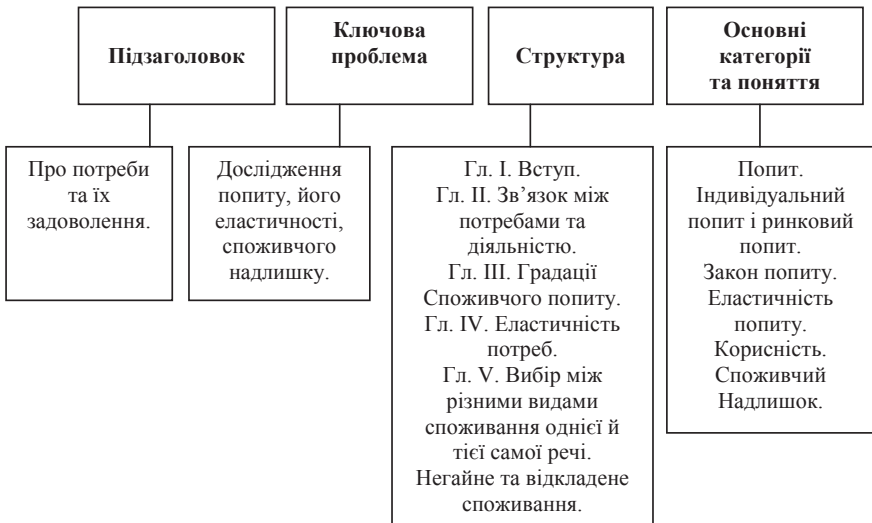 Підзаголовок
Ключова
проблема
Структура
Основні
категорії
та поняття
Про потреби
та їх
задоволення.
Дослідження
попиту, його
еластичності,
споживчого
надлишку.
Гл. I. Вступ.
Гл. II. Зв’язок між
потребами та
діяльністю.
Гл. III. Градації
Споживчого попиту.
Гл. IV. Еластичність
потреб.
Гл. V. Вибір між
різними видами
споживання однієї й
тієї самої речі.
Негайне та відкладене
споживання.
Попит.
Індивідуальний
попит і ринковий
попит.
Закон попиту.
Еластичність
попиту.
Корисність.
Споживчий
Надлишок.